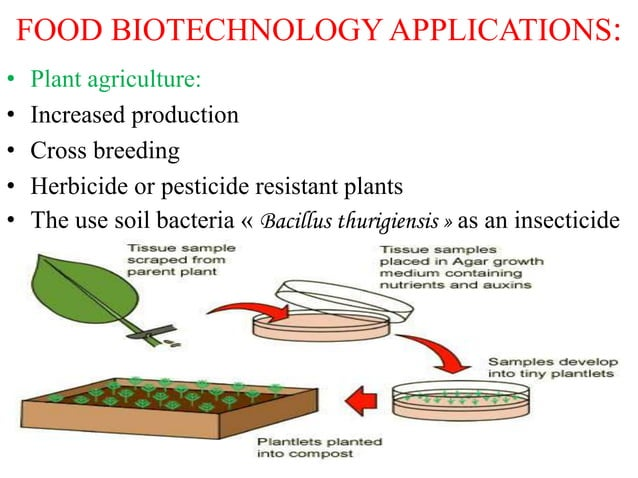 FOOD BIOTECHNOLOGY APPLICATIONS:
• Plant agriculture:
• Increased production
• Cross breeding
• Herbicide or pesticide resistant plants
• The use soil bacteria « Bacillus thurigiensis » as an insecticide
Tissue sample
scraped from
parent plant
Tissue samples
placed in Agar growth
medium containing
nutrients and auxins
Samples develop
into tiny plantlets
Plantlets planted
into compost